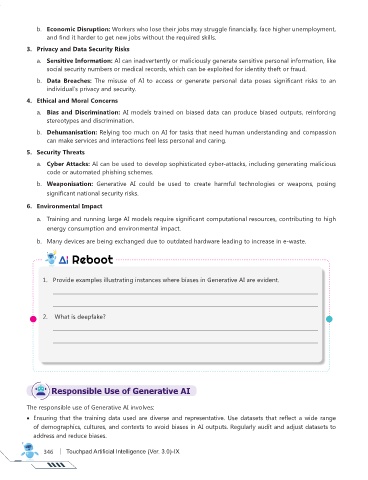 b. Economic Disruption: Workers who lose their jobs may struggle financially, face higher unemployment,
and find it harder to get new jobs without the required skills.
3. Privacy and Data Security Risks
a. Sensitive Information: AI can inadvertently or maliciously generate sensitive personal information, like
social security numbers or medical records, which can be exploited for identity theft or fraud.
b. Data Breaches: The misuse of AI to access or generate personal data poses significant risks to an
individual's privacy and security.
4. Ethical and Moral Concerns
a. Bias and Discrimination: AI models trained on biased data can produce biased outputs, reinforcing
stereotypes and discrimination.
b. Dehumanisation: Relying too much on AI for tasks that need human understanding and compassion
can make services and interactions feel less personal and caring.
5. Security Threats
a. Cyber Attacks: AI can be used to develop sophisticated cyber-attacks, including generating malicious
code or automated phishing schemes.
b. Weaponisation: Generative AI could be used to create harmful technologies or weapons, posing
significant national security risks.
6. Environmental Impact
a. Training and running large AI models require significant computational resources, contributing to high
energy consumption and environmental impact.
b. Many devices are being exchanged due to outdated hardware leading to increase in e-waste.
Ai Reboot
1. Provide examples illustrating instances where biases in Generative AI are evident.
2. What is deepfake?
Responsible Use of Generative AI
The responsible use of Generative AI involves;
• Ensuring that the training data used are diverse and representative. Use datasets that reflect a wide range
of demographics, cultures, and contexts to avoid biases in AI outputs. Regularly audit and adjust datasets to
address and reduce biases.
346 | Touchpad Artificial Intelligence (Ver. 3.0)-IX